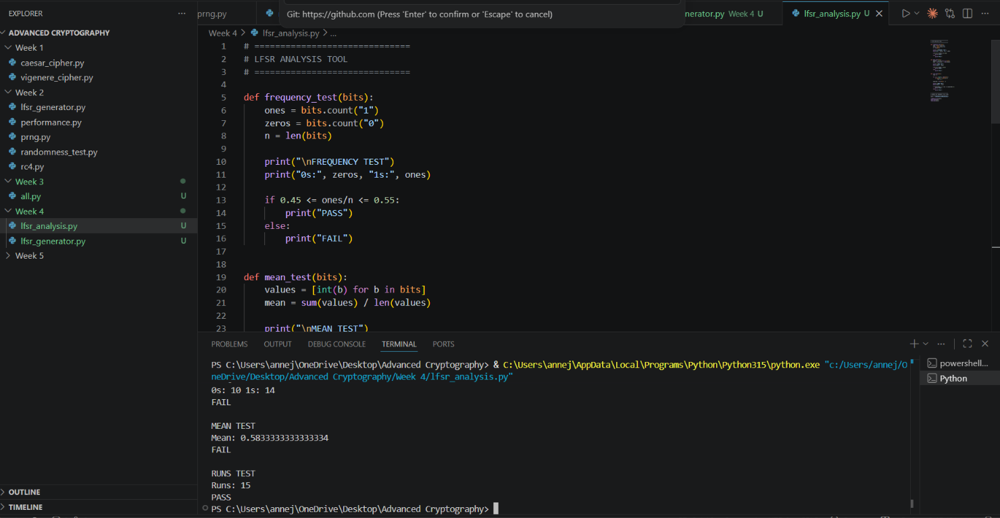 EXPLORER
ADVANCED CRYPTOGRAPHY
Week 1
caesar_cipher.py
vigenere_cipher.py
Week 2
lfsr_generator.py
performance.py
prng.py
randomness_test.py
rc4.py
Week 3
all.py U
Week 4
lfsr_analysis.py U
lfsr_generator.py U
Week 5
OUTLINE
TIMELINE
prng.py
Git: https://github.com (Press 'Enter' to confirm or 'Escape' to cancel)
nerator.py Week 4 U
lfsr_analysis.py U
Week 4 > lfsr_analysis.py > ...
1 # ==============================
2 # LFSR ANALYSIS TOOL
3 # ==============================
4
5 def frequency_test(bits):
6 ones = bits.count("1")
7 zeros = bits.count("0")
8 n = len(bits)
9
10 print("\nFREQUENCY TEST")
11 print("0s:", zeros, "1s:", ones)
12
13 if 0.45 <= ones/n <= 0.55:
14 print("PASS")
15 else:
16 print("FAIL")
17
18
19 def mean_test(bits):
20 values = [int(b) for b in bits]
21 mean = sum(values) / len(values)
22
23 print("\nMEAN TEST")
PROBLEMS OUTPUT DEBUG CONSOLE TERMINAL PORTS
PS C:\Users\annej\OneDrive\Desktop\Advanced Cryptography> & C:\Users\annej\AppData\Local\Programs\Python\Python315\python.exe "c:/Users/annej/O
neDrive/Desktop/Advanced Cryptography/Week 4/lfsr_analysis.py"
0s: 10 1s: 14
FAIL
MEAN TEST
Mean: 0.5833333333333334
FAIL
RUNS TEST
Runs: 15
PASS
PS C:\Users\annej\OneDrive\Desktop\Advanced Cryptography>
powershell...
Python